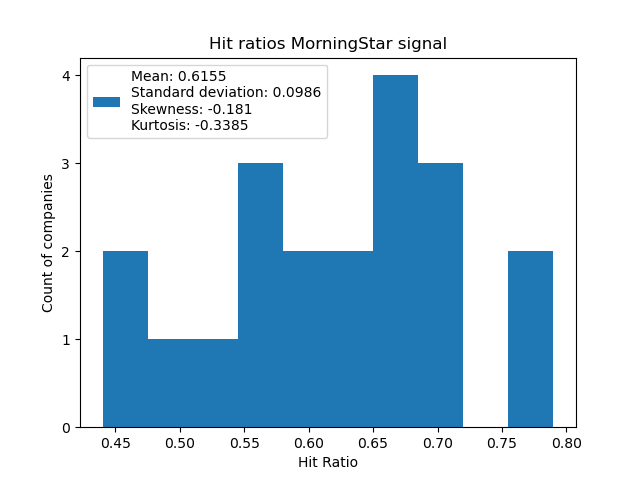 Hit ratios MorningStar signal
Mean: 0.6155
Standard deviation: 0.0986
Skewness: -0.181
Kurtosis: -0.3385
Count of companies
4
3
2
1
0
0.45 0.50 0.55 0.60 0.65 0.70 0.75 0.80
Hit Ratio